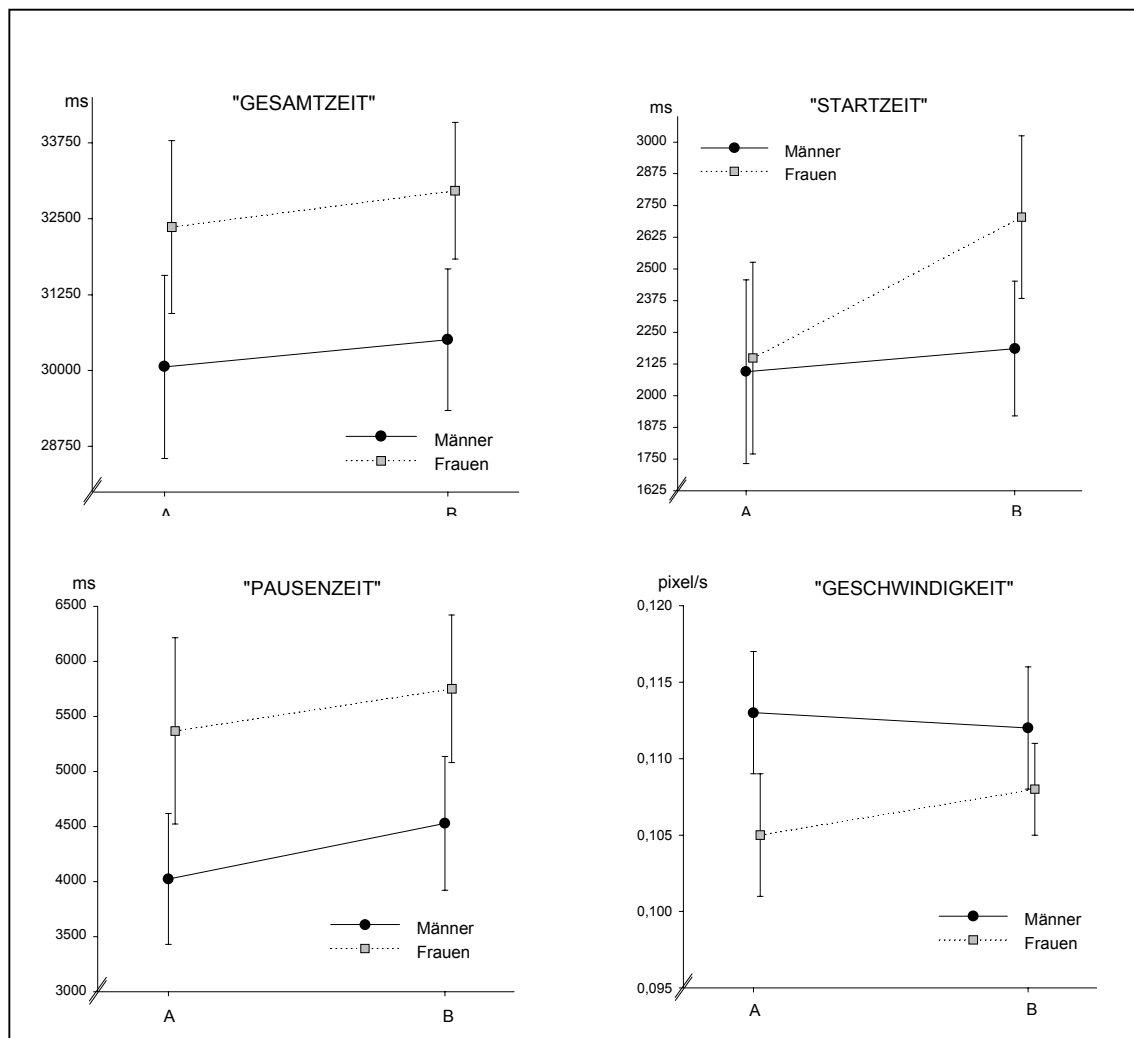 "GESAMTZEIT"
ms
33750
32500
31250
30000
28750
Männer
Frauen
A
B
"STARTZEIT"
ms
3000
2875
2750
2625
2500
2375
2250
2125
2000
1875
1750
1625
Männer
Frauen
A
B
"PAUSENZEIT"
ms
6500
6000
5500
5000
4500
4000
3500
3000
Männer
Frauen
A
B
"GESCHWINDIGKEIT"
pixel/s
0,120
0,115
0,110
0,105
0,100
0,095
Männer
Frauen
A
B